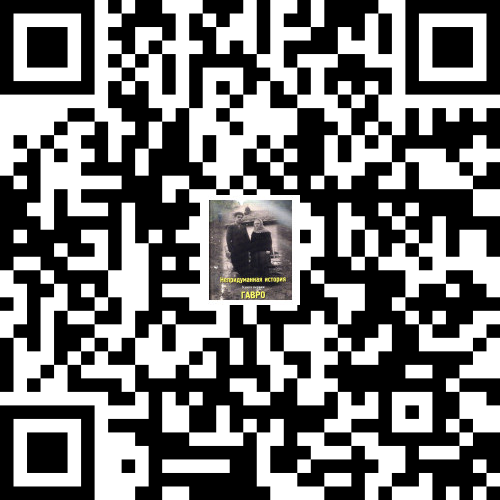 Непридуманная история
ГАВРО